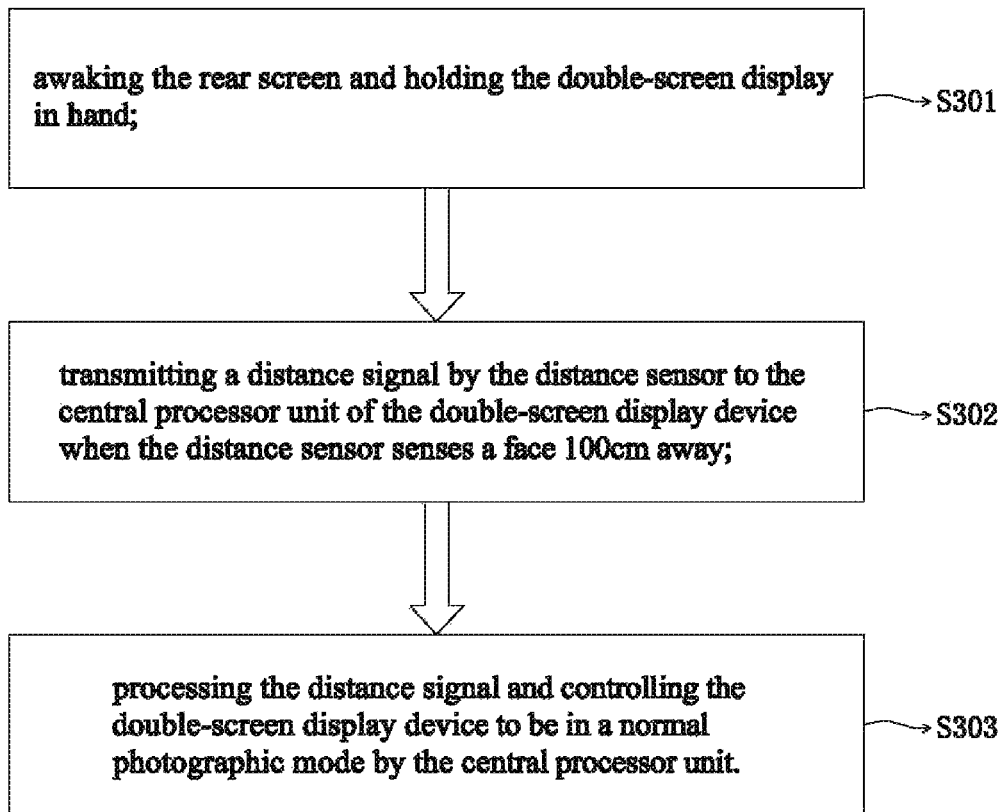 awaking the rear screen and holding the double-screen display
in hand;
S301
transmitting a distance signal by the distance sensor to the
central processor unit of the double-screen display device
when the distance sensor senses a face 100cm away;
S302
processing the distance signal and controlling the
double-screen display device to be in a normal
photographic mode by the central processor unit.
S303